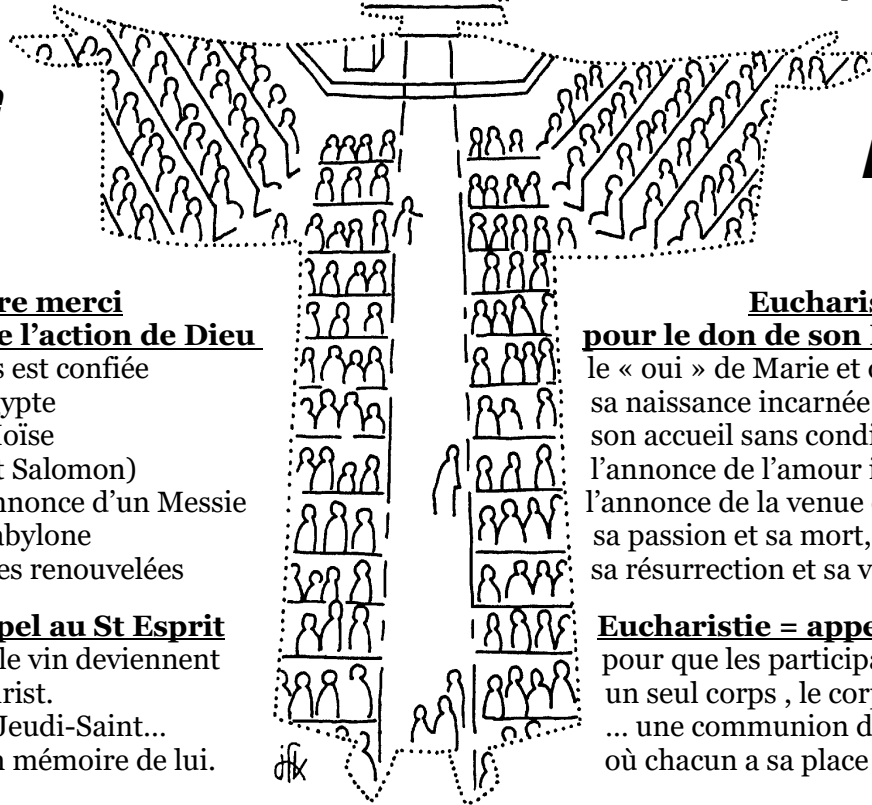 re merci
e l’action de Dieu
s est confiée
ypte
oïse
t Salomon)
nnonce d’un Messie
abylone
es renouvelées
pel au St Esprit
le vin deviennent
rist.
Jeudi-Saint…
n mémoire de lui.
Eucharis
pour le don de son
le « oui » de Marie et
sa naissance incarnée
son accueil sans condi
l’annonce de l’amour i
l’annonce de la venue
sa passion et sa mort,
sa résurrection et sa v
Eucharistie = appe
pour que les participa
un seul corps , le corp
... une communion d
où chacun a sa place